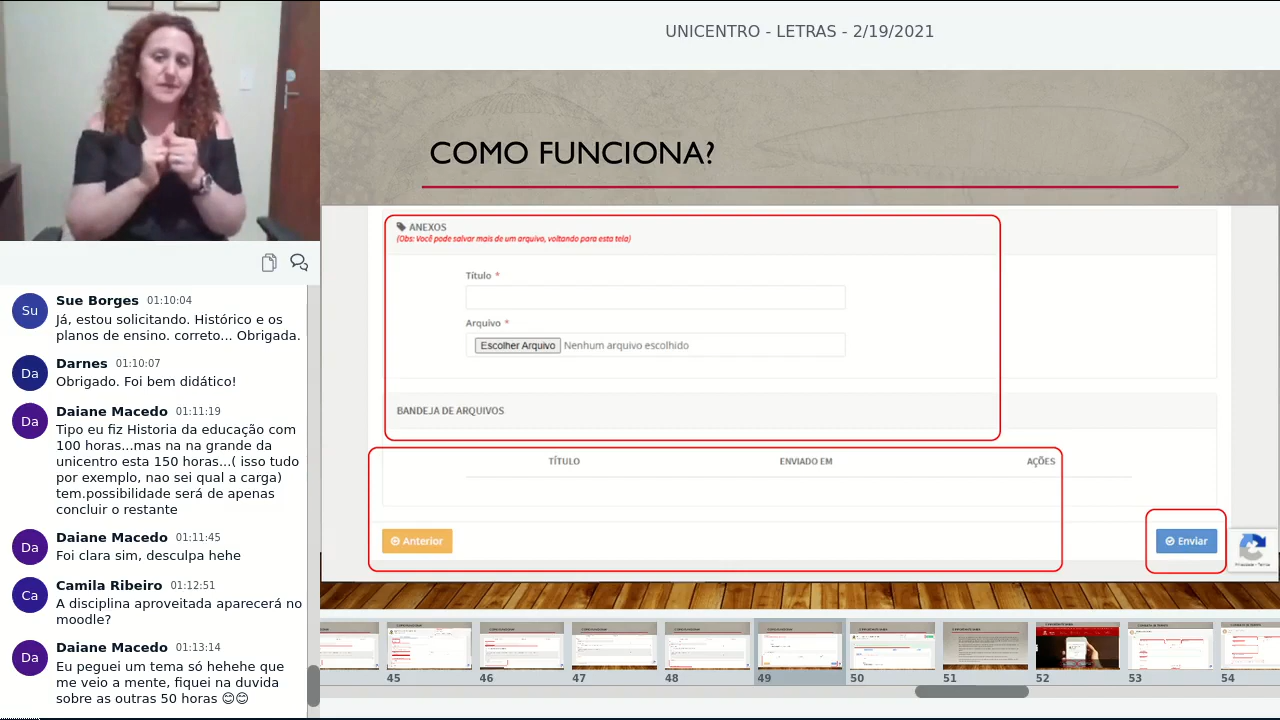 UNICENTRO - LETRAS - 2/19/2021
COMO FUNCIONA?
ANEXOS
(Obs: Você pode salvar mais de um arquivo, voltando para esta tela)
Título *
Arquivo *
Escolher Arquivo Nenhum arquivo escolhido
BANDEJA DE ARQUIVOS
TÍTULO ENVIADO EM AÇÕES
Anterior
Enviar
Su
Sue Borges 01:10:04
Já, estou solicitando. Histórico e os
planos de ensino. correto... Obrigada.
Da
Darnes 01:10:07
Obrigado. Foi bem didático!
Da
Daiane Macedo 01:11:19
Tipo eu fiz Historia da educação com
100 horas...mas na na grande da
unicentro esta 150 horas...( isso tudo
por exemplo, nao sei qual a carga)
tem.possibilidade será de apenas
concluir o restante
Da
Daiane Macedo 01:11:45
Foi clara sim, desculpa hehe
Ca
Camila Ribeiro 01:12:51
A disciplina aproveitada aparecerá no
moodle?
Da
Daiane Macedo 01:13:14
Eu peguei um tema só hehehe q
me veio a mente, fiquei na duvida
sobre as outras 50 horas 😊😊
45 46 47 48 49 50 51 52 53 54